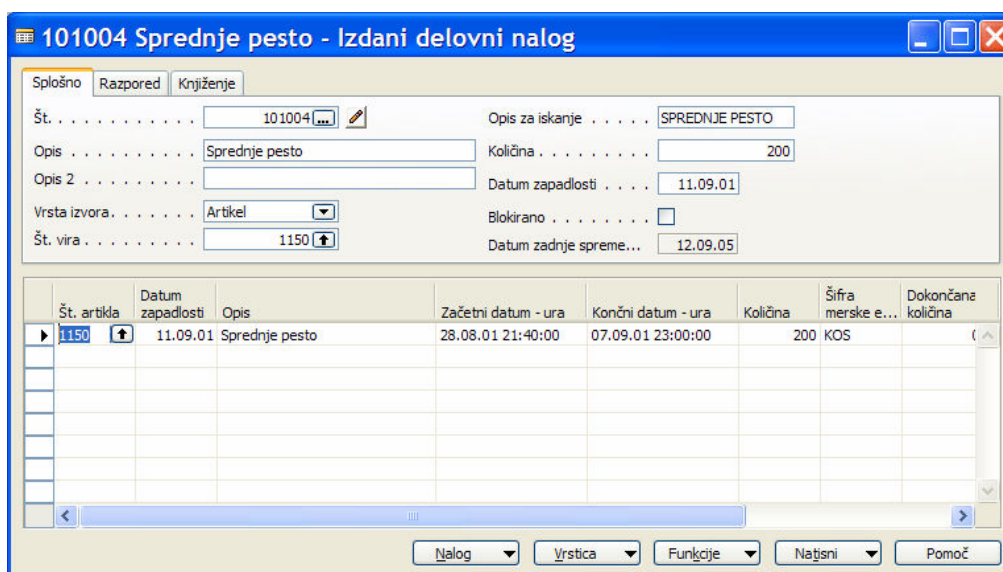 101004 Sprednje pesto - Izdani delovni nalog
Splošno Razpored Knjiženje
Št. . . . . . . . . . . . . 101004 ... Opis za iskanje . . . . . SPREDNJE PESTO
Opis . . . . . . . . . . . Sprednje pesto Količina . . . . . . . . . 200
Opis 2 . . . . . . . . . Datum zapadlosti . . . . 11.09.01
Vrsta izvora. . . . . . . Artikel Blokirano . . . . . . . .
Št. vira . . . . . . . . . 1150 Datum zadnje spreme... 12.09.05
Št. artikla Datum zapadlosti Opis Začetni datum - ura Končni datum - ura Količina Šifra merske e... Dokončana količina
1150 11.09.01 Sprednje pesto 28.08.01 21:40:00 07.09.01 23:00:00 200 KOS
Nalog Vrstica Funkcije Natisni Pomoč